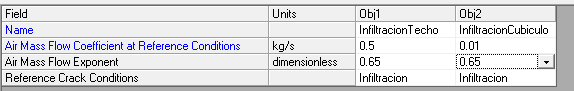 Field Units Obj1 Obj2
Name InfiltracionTecho InfiltracionCubiculo
Air Mass Flow Coefficient at Reference Conditions kg/s 0.5 0.01
Air Mass Flow Exponent dimensionless 0.65 0.65
Reference Crack Conditions Infiltracion Infiltracion